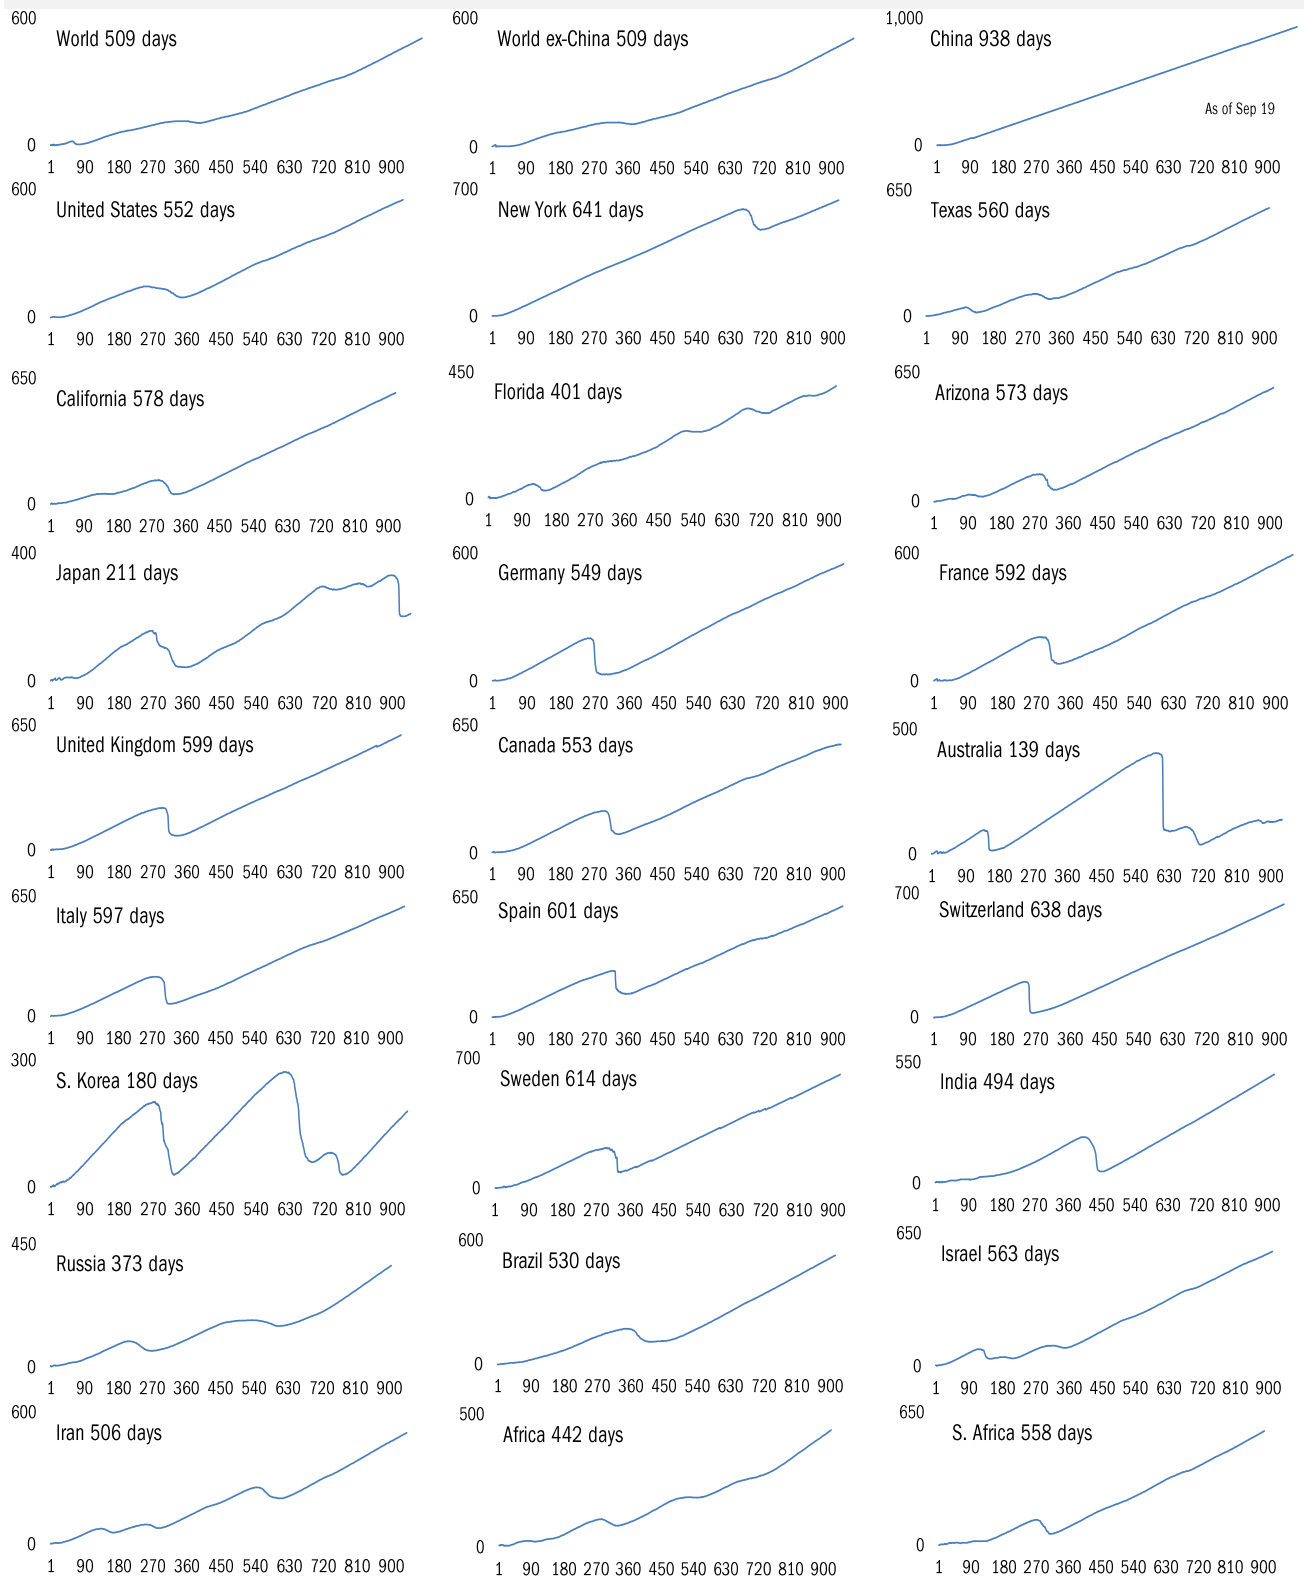 600 600 1,000
World 509 days World ex-China 509 days China 938 days
As of Sep 19
0 0 0
1 90 180 270 360 450 540 630 720 810 900 1 90 180 270 360 450 540 630 720 810 900 1 90 180 270 360 450 540 630 720 810 900
600 700 650
United States 552 days New York 641 days Texas 560 days
0 0 0
1 90 180 270 360 450 540 630 720 810 900 1 90 180 270 360 450 540 630 720 810 900 1 90 180 270 360 450 540 630 720 810 900
650 450 650
California 578 days Florida 401 days Arizona 573 days
0 0 0
1 90 180 270 360 450 540 630 720 810 900 1 90 180 270 360 450 540 630 720 810 900 1 90 180 270 360 450 540 630 720 810 900
400 600 600
Japan 211 days Germany 549 days France 592 days
0 0 0
1 90 180 270 360 450 540 630 720 810 900 1 90 180 270 360 450 540 630 720 810 900 1 90 180 270 360 450 540 630 720 810 900
650 650 500
United Kingdom 599 days Canada 553 days Australia 139 days
0 0 0
1 90 180 270 360 450 540 630 720 810 900 1 90 180 270 360 450 540 630 720 810 900 1 90 180 270 360 450 540 630 720 810 900
650 650 700
Italy 597 days Spain 601 days Switzerland 638 days
0 0 0
1 90 180 270 360 450 540 630 720 810 900 1 90 180 270 360 450 540 630 720 810 900 1 90 180 270 360 450 540 630 720 810 900
300 700 550
S. Korea 180 days Sweden 614 days India 494 days
0 0 0
1 90 180 270 360 450 540 630 720 810 900 1 90 180 270 360 450 540 630 720 810 900 1 90 180 270 360 450 540 630 720 810 900
450 600 650
Russia 373 days Brazil 530 days Israel 563 days
0 0 0
1 90 180 270 360 450 540 630 720 810 900 1 90 180 270 360 450 540 630 720 810 900 1 90 180 270 360 450 540 630 720 810 900
600 500 650
Iran 506 days Africa 442 days S. Africa 558 days
0 0 0
1 90 180 270 360 450 540 630 720 810 900 1 90 180 270 360 450 540 630 720 810 900 1 90 180 270 360 450 540 630 720 810 900